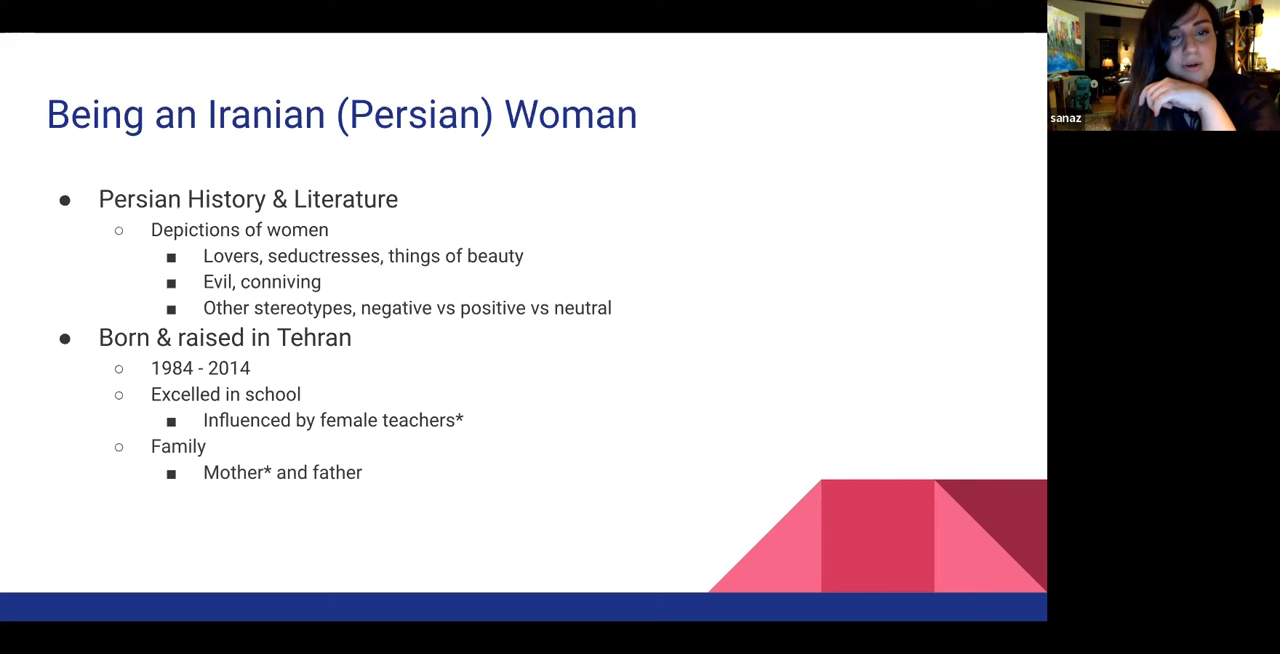 Being an Iranian (Persian) Woman
● Persian History & Literature
○ Depictions of women
■ Lovers, seductresses, things of beauty
■ Evil, conniving
■ Other stereotypes, negative vs positive vs neutral
● Born & raised in Tehran
○ 1984 - 2014
○ Excelled in school
■ Influenced by female teachers*
○ Family
■ Mother* and father
sanaz